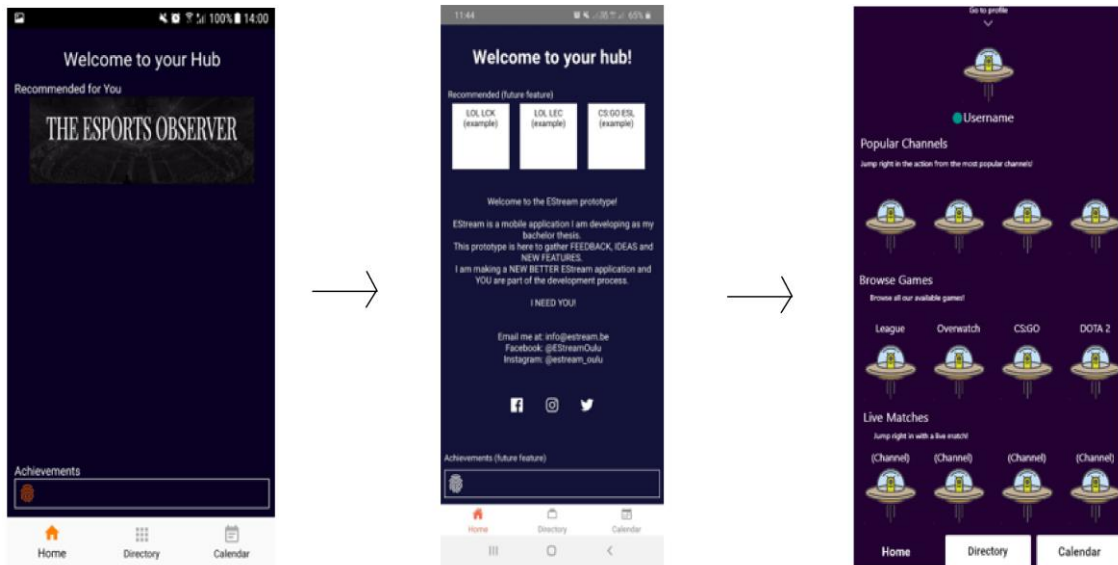 100% 14:00
Welcome to your Hub
Recommended for You
THE ESPORTS OBSERVER
Achievements
Home Directory Calendar
11:44 65%
Welcome to your hub!
Recommended (future feature)
LOL LCK LOL LEC CS:GO ESL
(example) (example) (example)
Welcome to the EStream prototype!
EStream is a mobile application I am developing as my
bachelor thesis.
This prototype is here to gather FEEDBACK, IDEAS and
NEW FEATURES.
I am making a NEW BETTER EStream application and
YOU are part of the development process.
I NEED YOU!
Email me at: info@estream.be
Facebook: @EStreamOulu
Instagram: @estream_oulu
Achievements (future feature)
Home Directory Calendar
Go to profile
Username
Popular Channels
Jump right in the action from the most popular channels!
Browse Games
Browse all our available games!
League Overwatch CS:GO DOTA 2
Live Matches
Jump right in with a live match!
(Channel) (Channel) (Channel) (Channel)
Home Directory Calendar